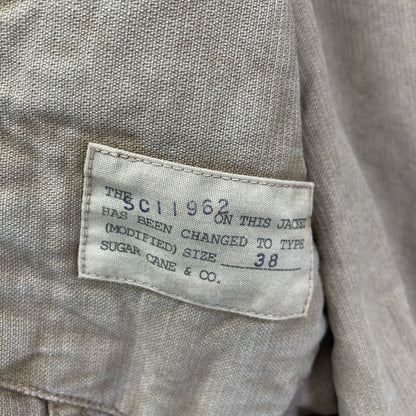 THE SC11962 ON THIS JACKET
HAS BEEN CHANGED TO TYPE
(MODIFIED) SIZE 38
SUGAR CANE & CO.